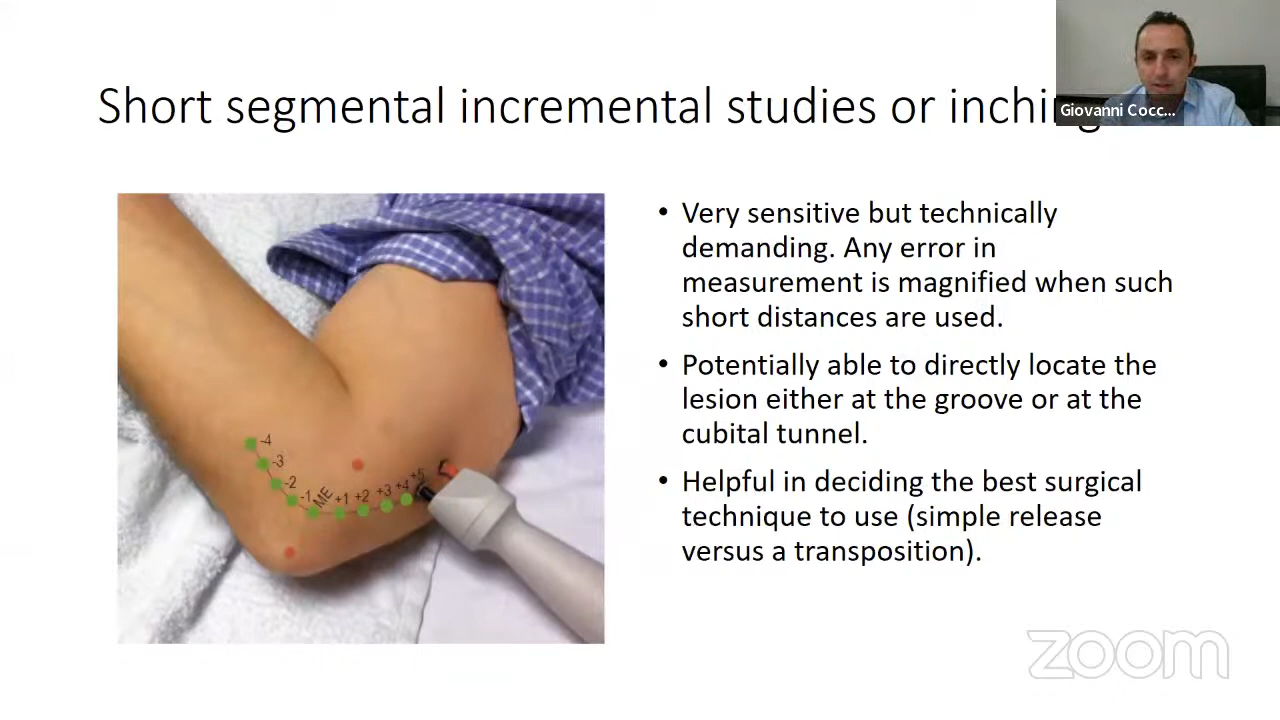 Short segmental incremental studies or inching
Giovanni Cocc...
• Very sensitive but technically
demanding. Any error in
measurement is magnified when such
short distances are used.
• Potentially able to directly locate the
lesion either at the groove or at the
cubital tunnel.
• Helpful in deciding the best surgical
technique to use (simple release
versus a transposition).
-4
-3
-2
-1 ME +1 +2 +3 +4 +5
zoom